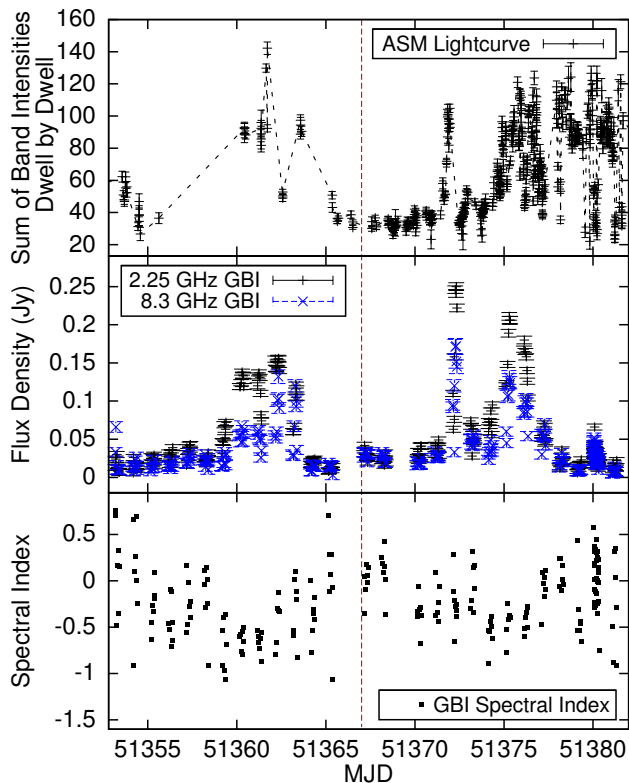 160
140
120
100
80
60
40
20
Sum of Band Intensities
Dwell by Dwell
ASM Lightcurve
0.25
0.2
0.15
0.1
0.05
0
Flux Density (Jy)
2.25 GHz GBI
8.3 GHz GBI
0.5
0
-0.5
-1
-1.5
Spectral Index
GBI Spectral Index
51355 51360 51365 51370 51375 51380
MJD